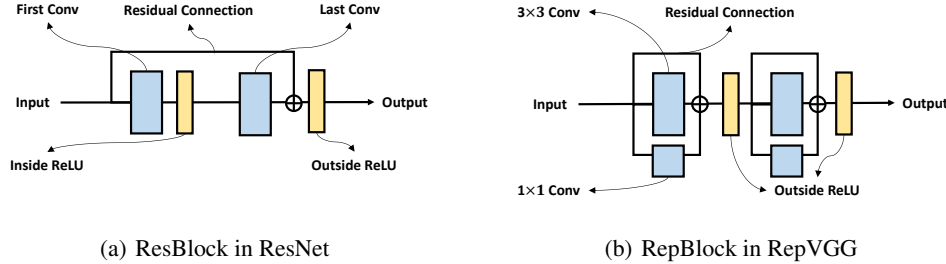 First Conv
Residual Connection
Last Conv
Input
Output
Inside ReLU
Outside ReLU
(a) ResBlock in ResNet
3×3 Conv
Residual Connection
Input
Output
1×1 Conv
Outside ReLU
(b) RepBlock in RepVGG